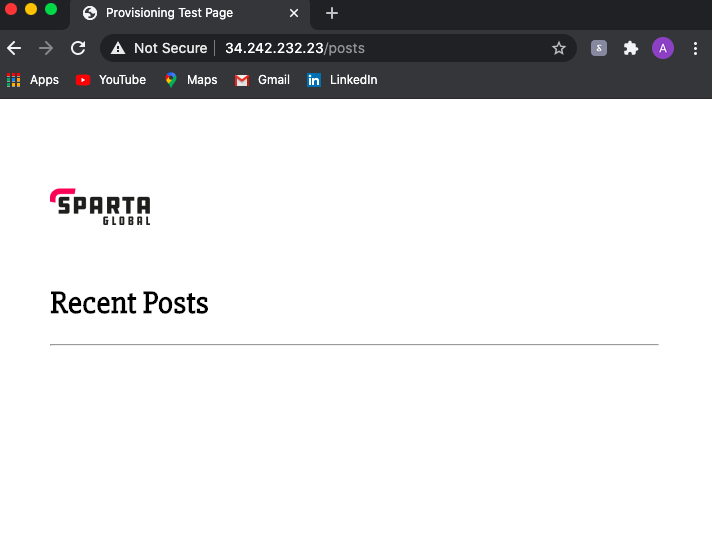 Provisioning Test Page
Not Secure 34.242.232.23/posts
A
Apps YouTube Maps Gmail LinkedIn
SPARTA
GLOBAL
Recent Posts